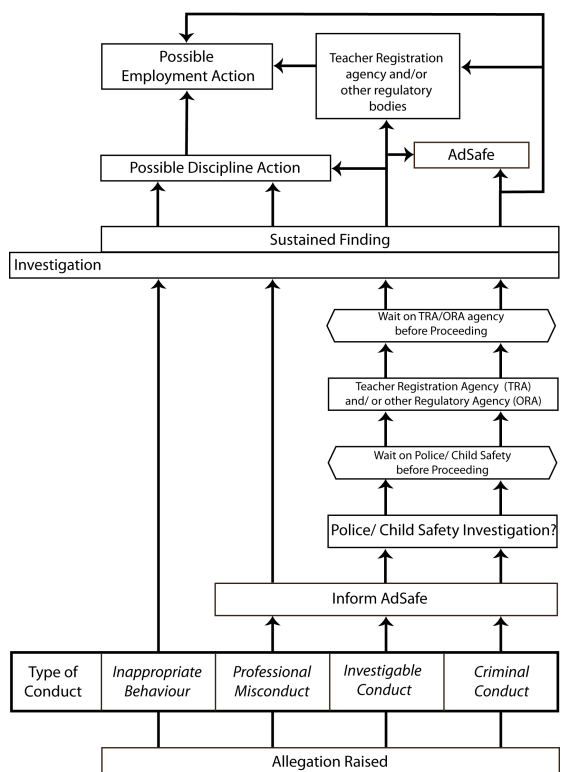 Possible
Employment Action
Teacher Registration
agency and/or
other regulatory
bodies
AdSafe
Possible Discipline Action
Sustained Finding
Investigation
Wait on TRA/ORA agency
before Proceeding
Teacher Registration Agency (TRA)
and/ or other Regulatory Agency (ORA)
Wait on Police/ Child Safety
before Proceeding
Police/ Child Safety Investigation?
Inform AdSafe
Type of
Conduct
Inappropriate
Behaviour
Professional
Misconduct
Investigable
Conduct
Criminal
Conduct
Allegation Raised